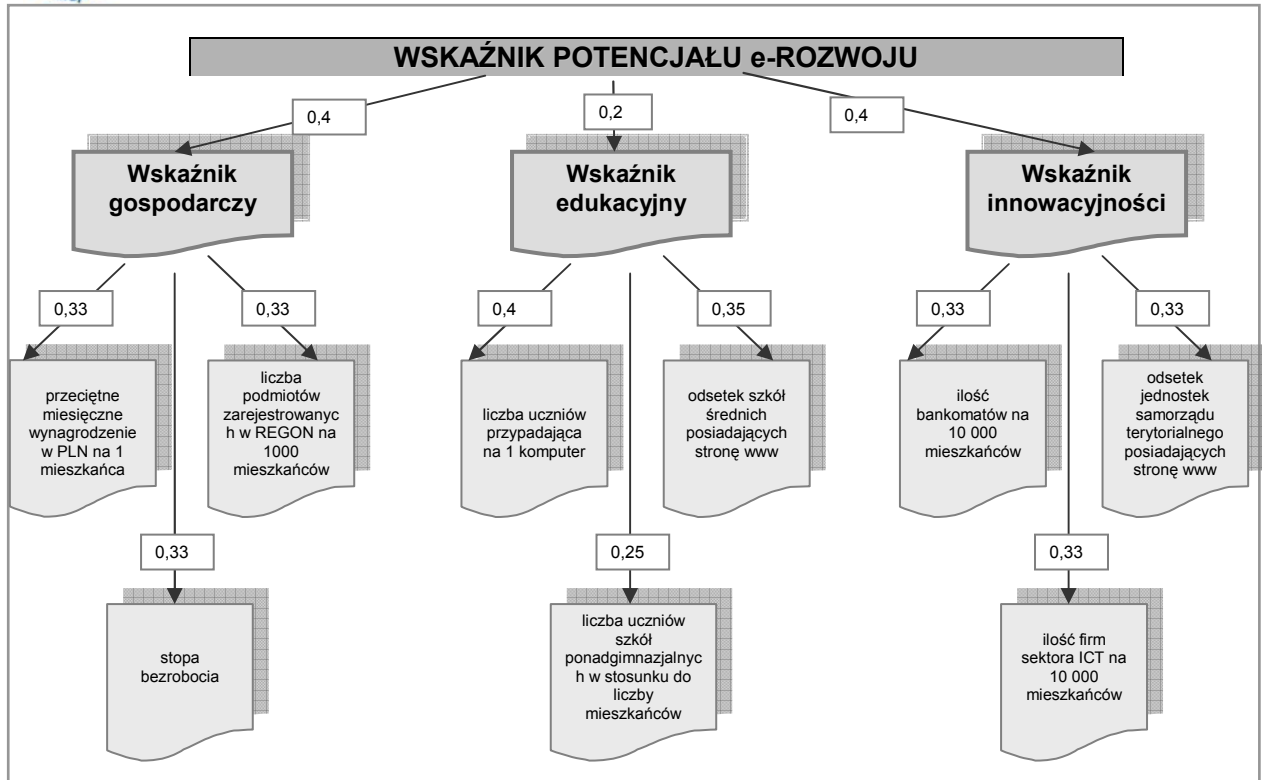 WSKAŹNIK POTENCJAŁU e-ROZWOJU
0,4
0,2
0,4
Wskaźnik
gospodarczy
Wskaźnik
edukacyjny
Wskaźnik
innowacyjności
0,33
0,33
0,4
0,35
0,33
0,33
przeciętne
miesięczne
wynagrodzenie
w PLN na 1
mieszkańca
liczba
podmiotów
zarejestrowanyc
h w REGON na
1000
mieszkańców
liczba uczniów
przypadająca
na 1 komputer
odsetek szkół
średnich
posiadających
stronę www
ilość
bankomatów na
10 000
mieszkańców
odsetek
jednostek
samorządu
terytorialnego
posiadających
stronę www
0,33
0,25
0,33
stopa
bezrobocia
liczba uczniów
szkół
ponadgimnazjalnyc
h w stosunku do
liczby
mieszkańców
ilość firm
sektora ICT na
10 000
mieszkańców